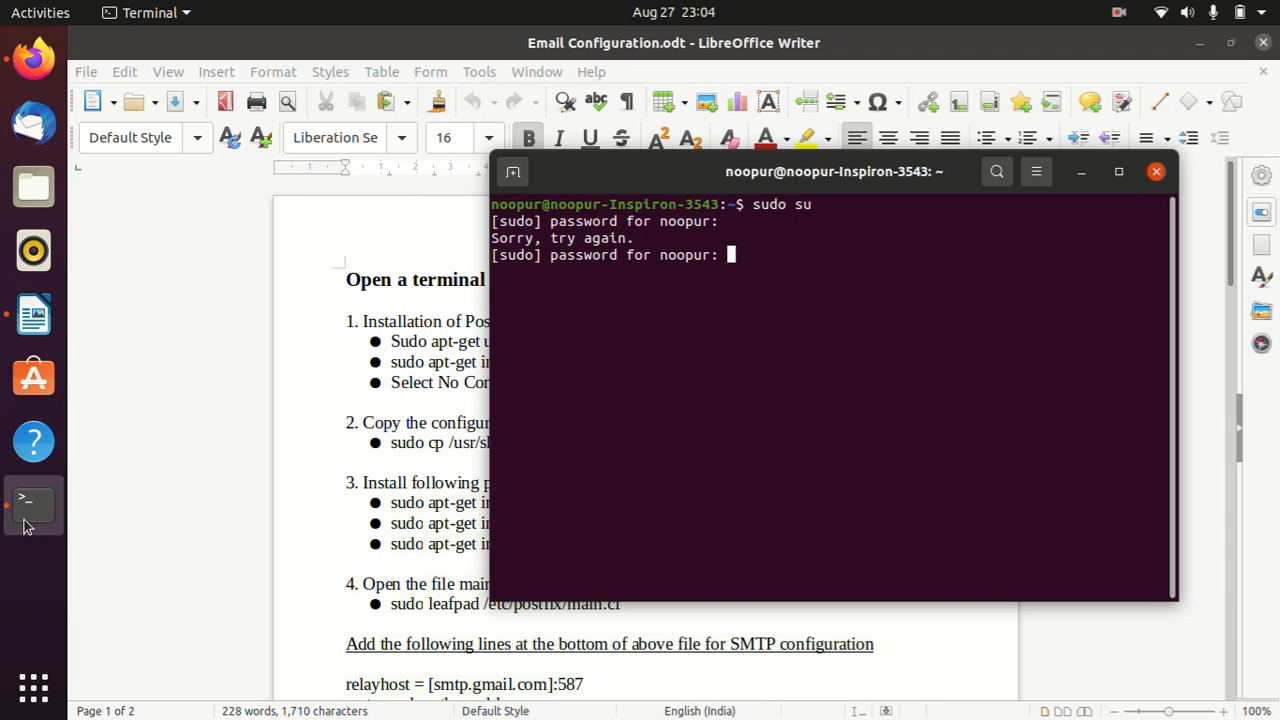 Activities Terminal Aug 27 23:04
Email Configuration.odt - LibreOffice Writer
File Edit View Insert Format Styles Table Form Tools Window Help
Default Style Liberation Se 16
noopur@noopur-Inspiron-3543: ~
noopur@noopur-Inspiron-3543:~$ sudo su
[sudo] password for noopur:
Sorry, try again.
[sudo] password for noopur:
Open a terminal
1. Installation of Pos
● Sudo apt-get u
● sudo apt-get in
● Select No Con
2. Copy the configur
● sudo cp /usr/sh
3. Install following p
● sudo apt-get in
● sudo apt-get in
● sudo apt-get in
4. Open the file main
● sudo leafpad /etc/postfix/main.cf
Add the following lines at the bottom of above file for SMTP configuration
relayhost = [smtp.gmail.com]:587
Page 1 of 2 228 words, 1,710 characters Default Style English (India) 100%